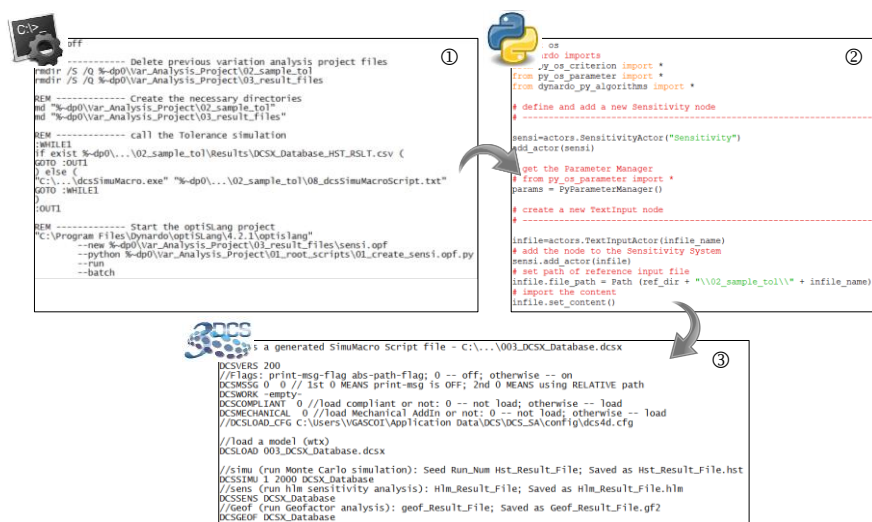 C:\>_
off
①
------------ Delete previous variation analysis project files
rmdir /S /Q %~dp0\Var_Analysis_Project\02_sample_tol
rmdir /S /Q %~dp0\Var_Analysis_Project\03_result_files
REM ------------- Create the necessary directories
md "%~dp0\Var_Analysis_Project\02_sample_tol"
md "%~dp0\Var_Analysis_Project\03_result_files"
REM ------------- call the Tolerance simulation
:WHILE1
if exist %~dp0\...\02_sample_tol\Results\DCSX_Database_HST_RSLT.csv (
GOTO :OUT1
) else (
"C:\...\dcsSimuMacro.exe" "%~dp0\...\02_sample_tol\08_dcsSimuMacroScript.txt"
GOTO :WHILE1
)
:OUT1
REM ------------- Start the optiSLang project
"C:\Program Files\Dynardo\optiSLang\4.2.1\optislang"
--new %~dp0\Var_Analysis_Project\03_result_files\sensi.opf
--python %~dp0\Var_Analysis_Project\01_root_scripts\01_create_sensi.opf.py
--run
--batch
②
os
ardo imports
py_os_criterion import *
from py_os_parameter import *
from dynardo_py_algorithms import *
# define and add a new Sensitivity node
# ------------------------------------------------
sensi=actors.SensitivityActor("Sensitivity")
add_actor(sensi)
get the Parameter Manager
# from py_os_parameter import *
params = PyParameterManager()
# create a new TextInput node
# ------------------------------------------------
infile=actors.TextInputActor(infile_name)
# add the node to the Sensitivity System
sensi.add_actor(infile)
# set path of reference input file
infile.file_path = Path (ref_dir + "\\02_sample_tol\\" + infile_name)
# import the content
infile.set_content()
3DCS
③
s a generated SimuMacro Script file - C:\...\003_DCSX_Database.dcsx
DCSVERS 200
//Flags: print-msg-flag abs-path-flag; 0 -- off; otherwise -- on
DCSMSSG 0 0 // 1st 0 MEANS print-msg is OFF; 2nd 0 MEANS using RELATIVE path
DCSWORK -empty-
DCSCOMPLIANT 0 //load compliant or not: 0 -- not load; otherwise -- load
DCSMECHANICAL 0 //load Mechanical AddIn or not: 0 -- not load; otherwise -- load
//DCSLOAD_CFG C:\Users\VGASCOI\Application Data\DCS\DCS_SA\config\dcs4d.cfg
//load a model (wtx)
DCSLOAD 003_DCSX_Database.dcsx
//simu (run Monte Carlo simulation): Seed Run_Num Hst_Result_File; Saved as Hst_Result_File.hst
DCSSIMU 1 2000 DCSX_Database
//sens (run hlm sensitivity analysis): Hlm_Result_File; Saved as Hlm_Result_File.hlm
DCSSENS DCSX_Database
//Geof (run Geofactor analysis): geof_Result_File; Saved as Geof_Result_File.gf2
DCSGEOF DCSX_Database